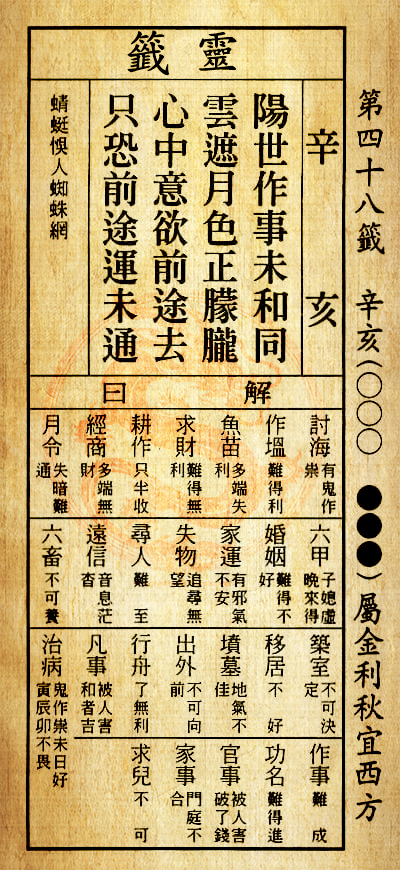 第四十八籤 辛亥(○○○ ●●●)屬金利秋宜西方
靈籤
辛亥
陽世作事未和同
雲遮月色正朦朧
心中意欲前途去
只恐前途運未通
蜻蜓悞人蜘蛛網
解曰
討海 有鬼作祟
作塭 難得利
魚苗 多端失利
求財 難得無利
耕作 只半收
經商 多端無財
月令 失暗難通
六甲 子媳虛晚來得
婚姻 難得不好
家運 有邪氣不安
失物 追尋無望
尋人 難至
遠信 音息茫杳
六畜 不可養
築室 不可決定
移居 不好
墳墓 地氣不佳
出外 不可向前
行舟 了無利
凡事 被人害和者吉
治病 鬼作祟未日好寅辰卯不畏
作事 難成
功名 難得進
官事 被人害破了錢
家事 門庭不合
求兒 不可